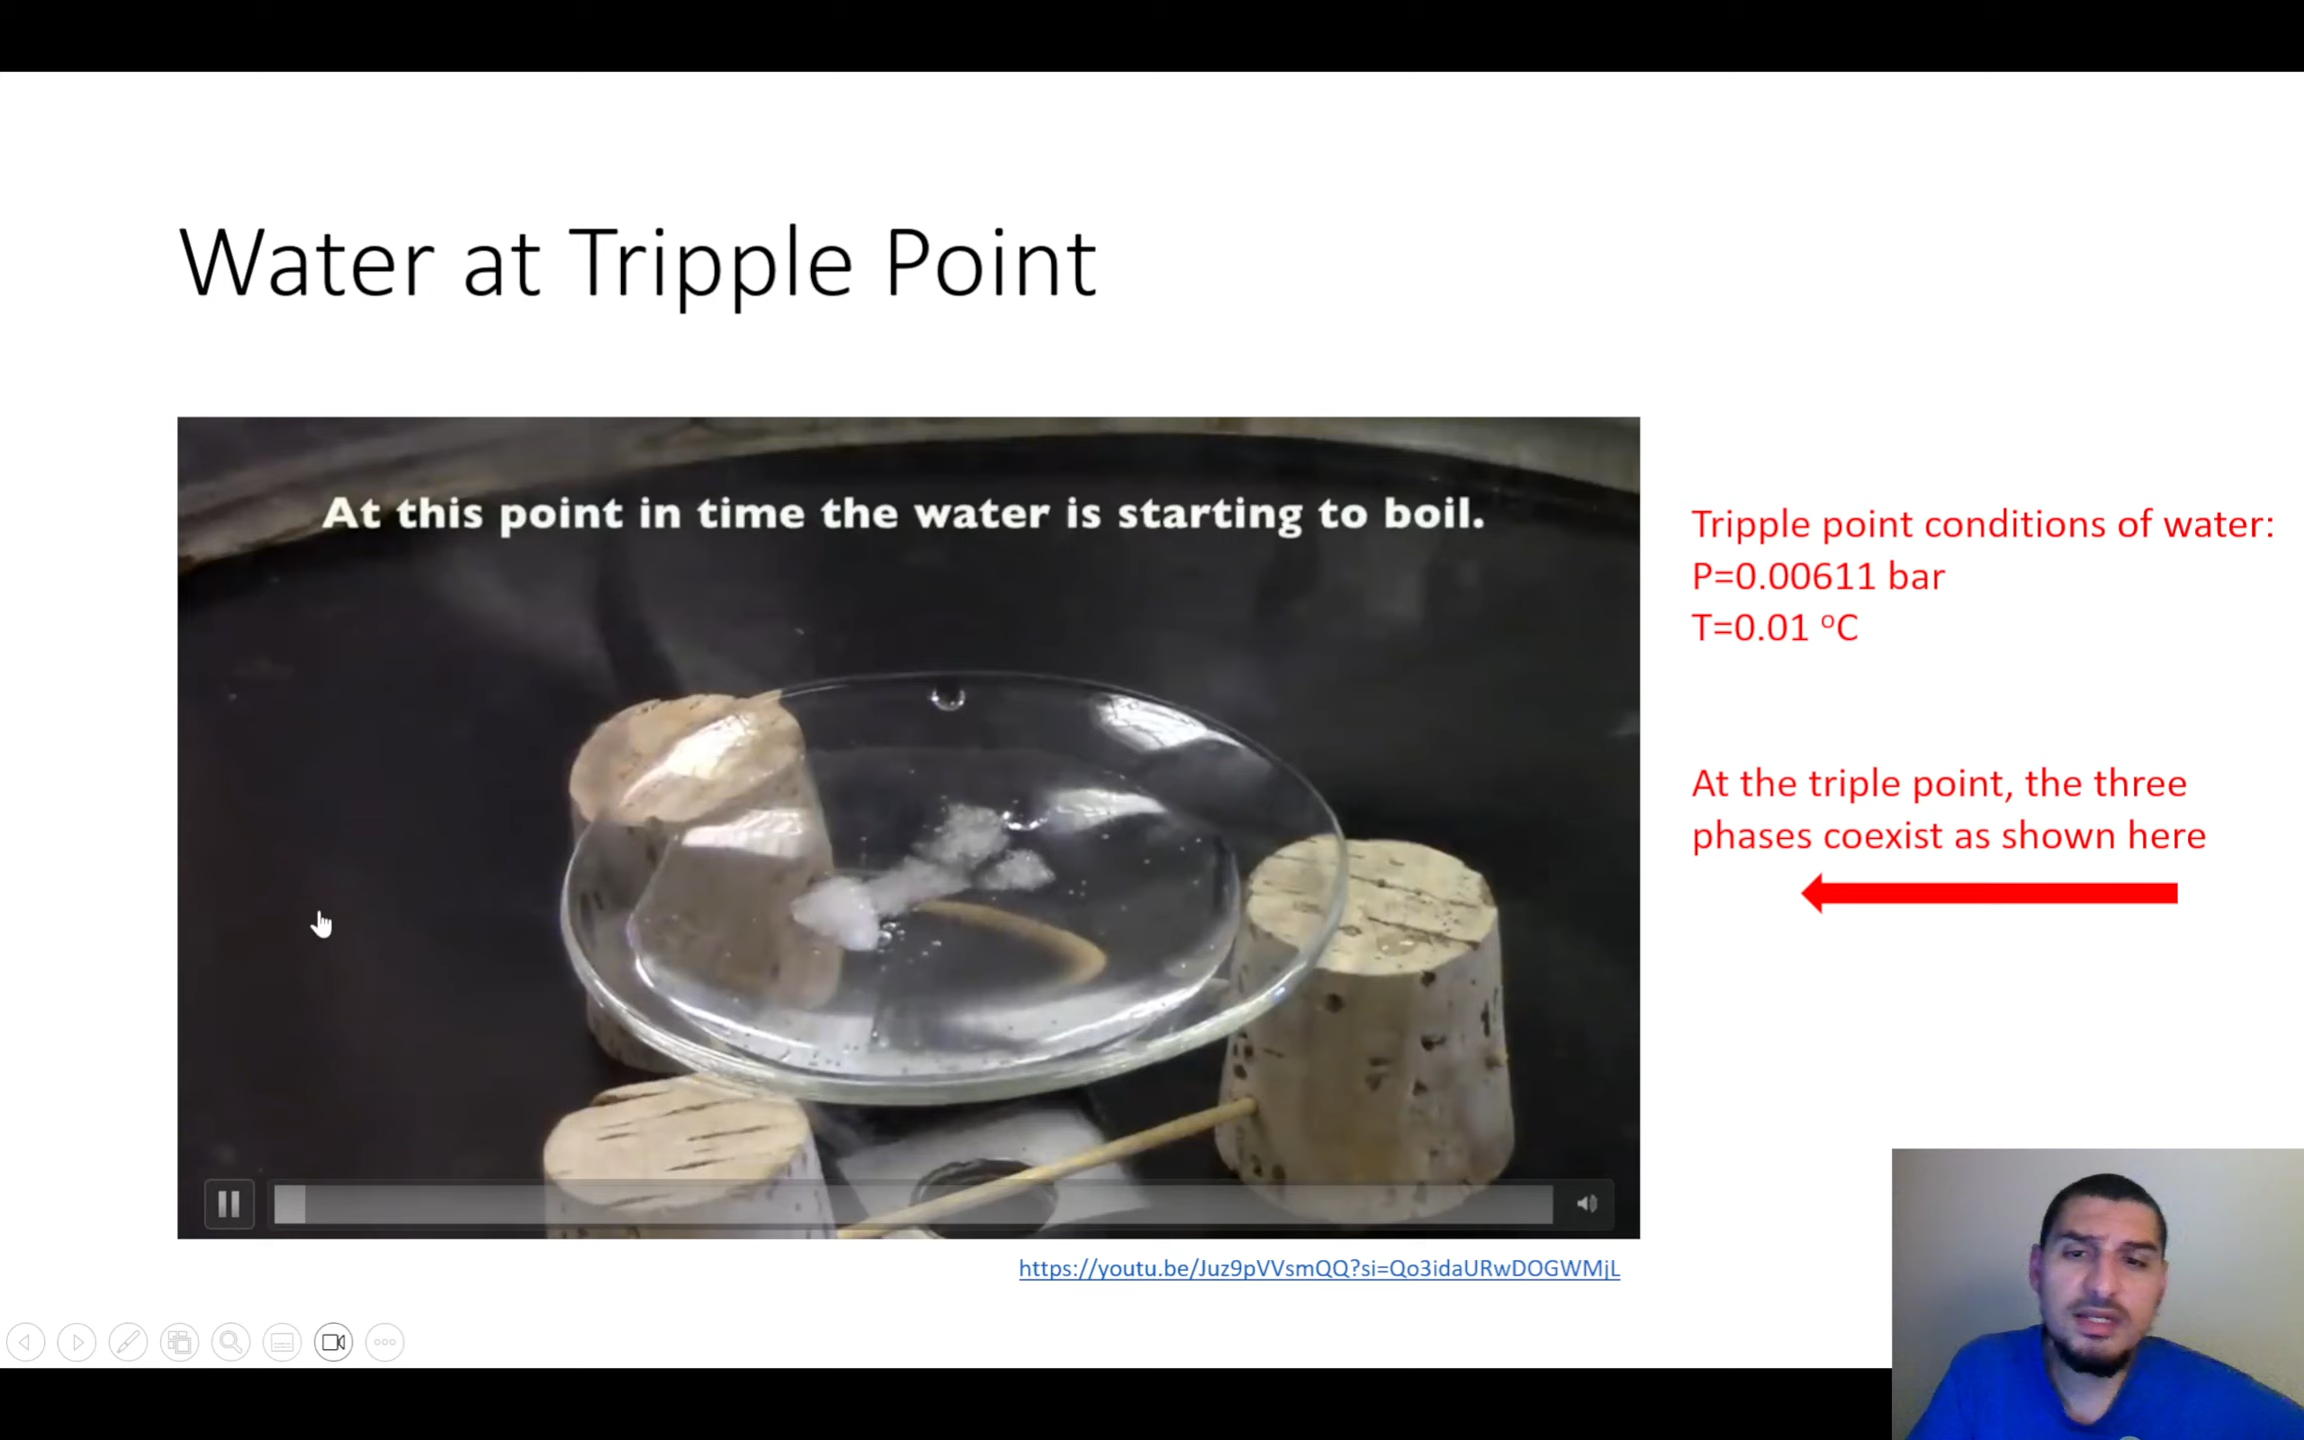 Water at Tripple Point
At this point in time the water is starting to boil.
Tripple point conditions of water:
P=0.00611 bar
T=0.01 °C
At the triple point, the three
phases coexist as shown here
https://youtu.be/Juz9pVVsmQQ?si=Qo3idaURwDOGWMjL